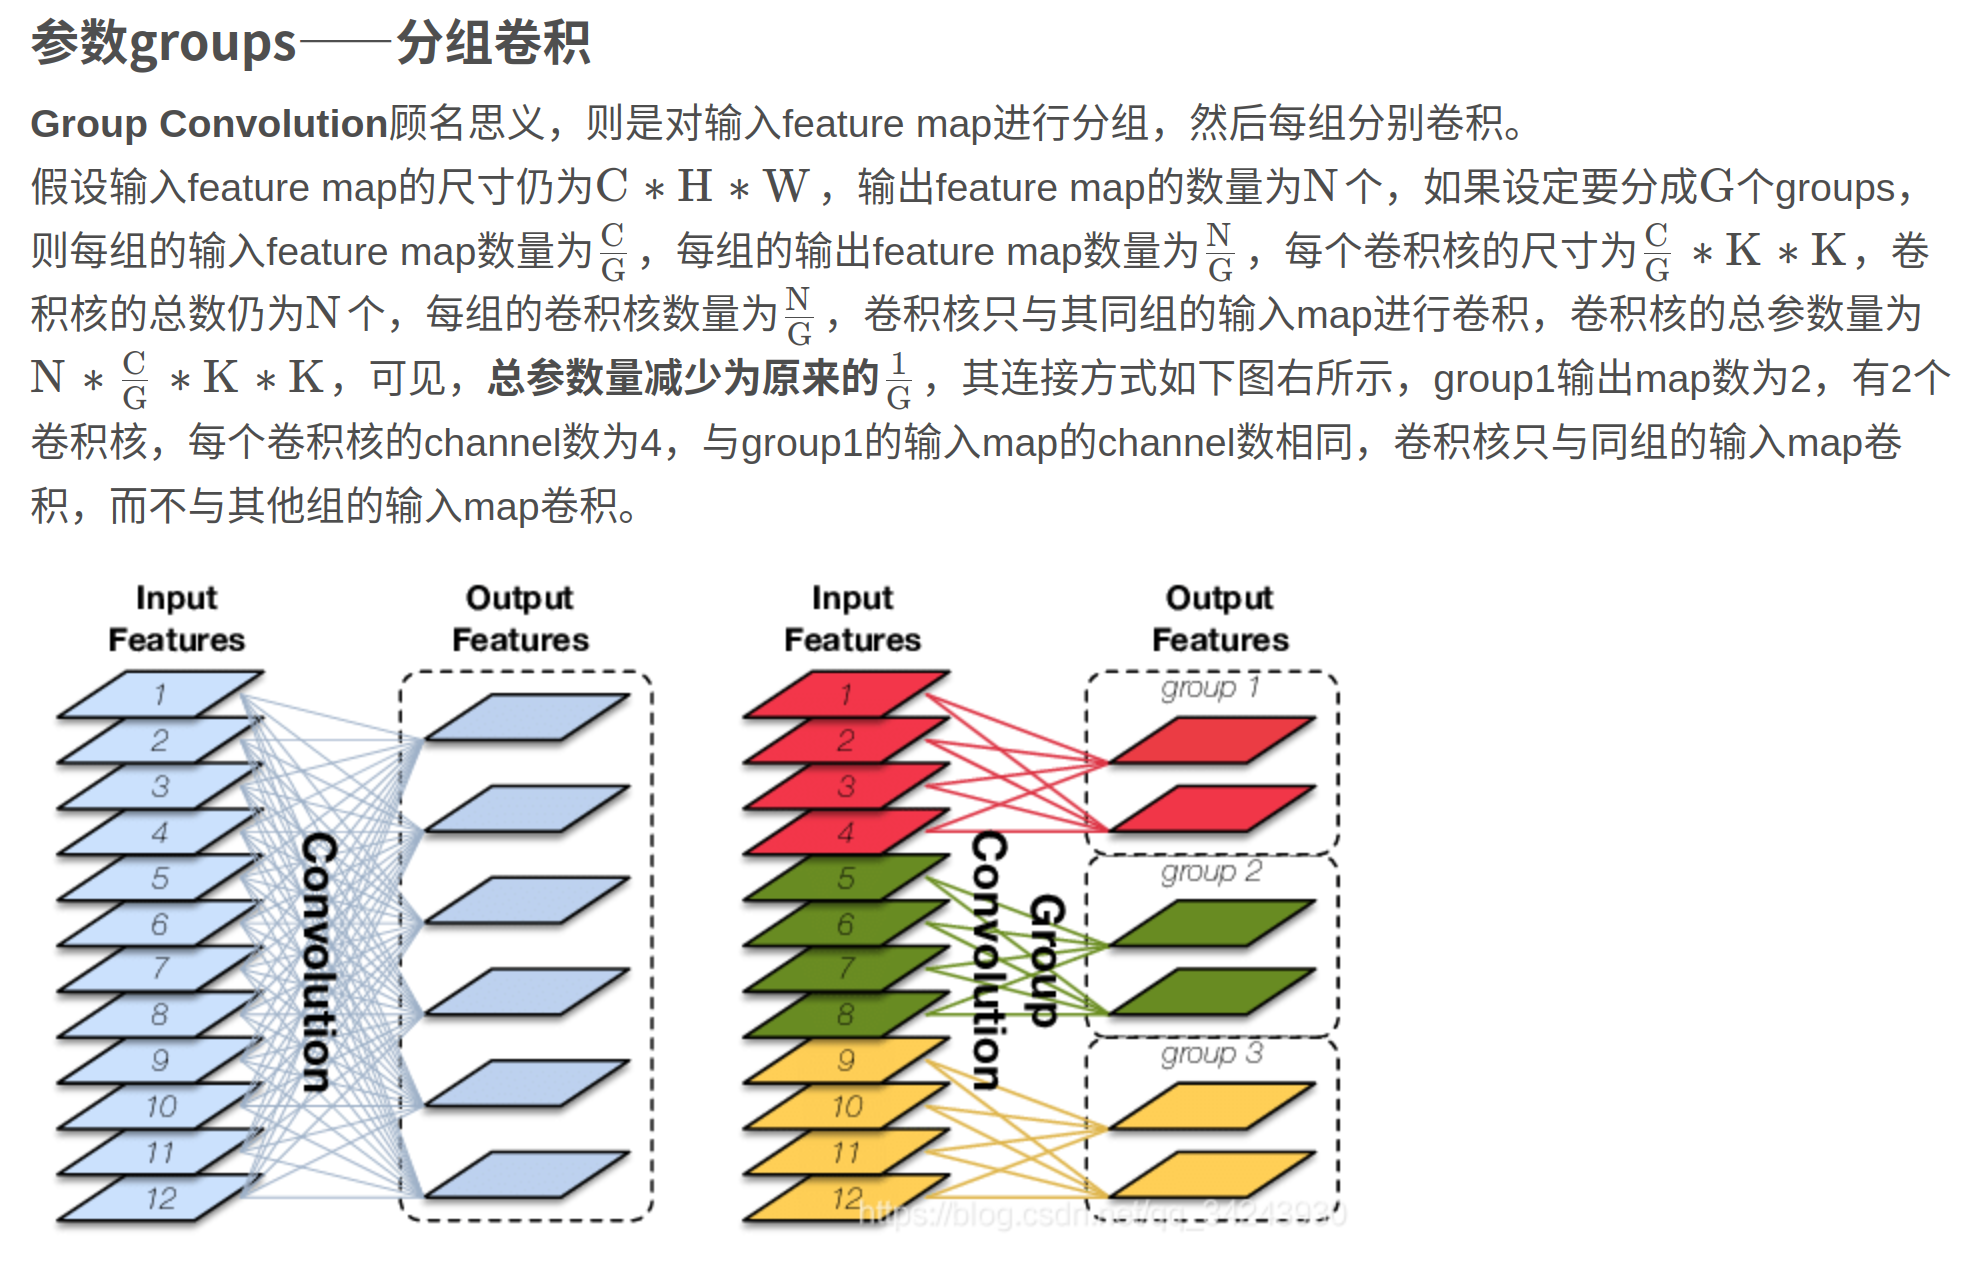 参数groups——分组卷积
Group Convolution顾名思义，则是对输入feature map进行分组，然后每组分别卷积。
假设输入feature map的尺寸仍为C ∗ H ∗ W，输出feature map的数量为N个，如果设定要分成G个groups，
则每组的输入feature map数量为C/G，每组的输出feature map数量为N/G，每个卷积核的尺寸为C/G ∗ K ∗ K，卷
积核的总数仍为N个，每组的卷积核数量为N/G，卷积核只与其同组的输入map进行卷积，卷积核的总参数量为
N ∗ C/G ∗ K ∗ K，可见，总参数量减少为原来的1/G，其连接方式如下图右所示，group1输出map数为2，有2个
卷积核，每个卷积核的channel数为4，与group1的输入map的channel数相同，卷积核只与同组的输入map卷
积，而不与其他组的输入map卷积。
Input
Features
Output
Features
1
2
3
4
5
6
7
8
9
10
11
12
Convolution
Input
Features
Output
Features
1
2
3
4
5
6
7
8
9
10
11
12
Group
Convolution
group 1
group 2
group 3
https://blog.csdn.net/qq_34243930